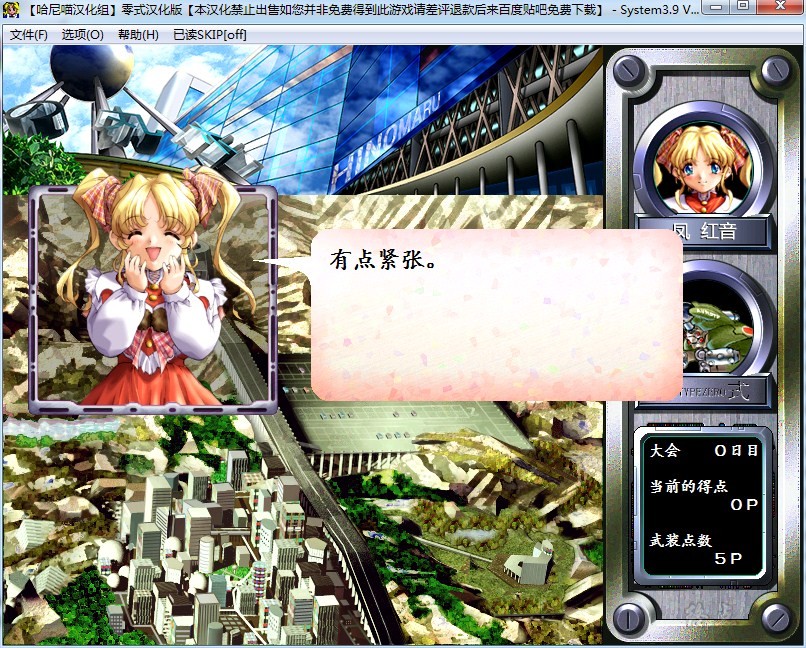 【哈尼喵汉化组】零式汉化版【本汉化禁止出售如您并非免费得到此游戏请差评退款后来百度贴吧免费下载】 - System3.9 V...
文件(F) 选项(O) 帮助(H) 已读SKIP[off]
HINOMARU
凤 红音
有点紧张。
TYPEZERO 式
大会 0日目
当前的得点
0P
武装点数
5P